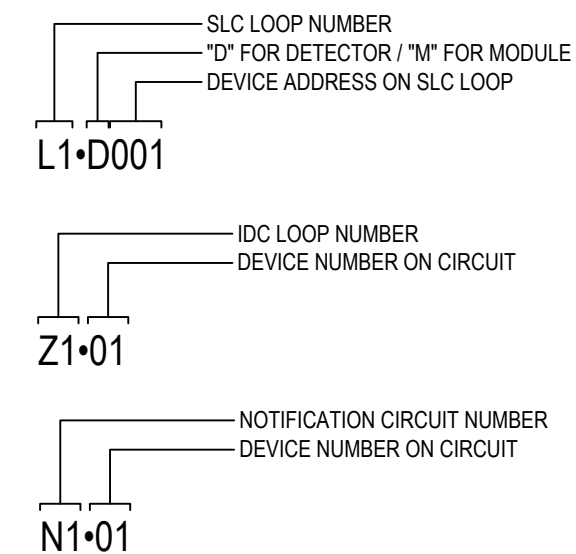 SLC LOOP NUMBER
"D" FOR DETECTOR / "M" FOR MODULE
DEVICE ADDRESS ON SLC LOOP
L1•D001
IDC LOOP NUMBER
DEVICE NUMBER ON CIRCUIT
Z1•01
NOTIFICATION CIRCUIT NUMBER
DEVICE NUMBER ON CIRCUIT
N1•01